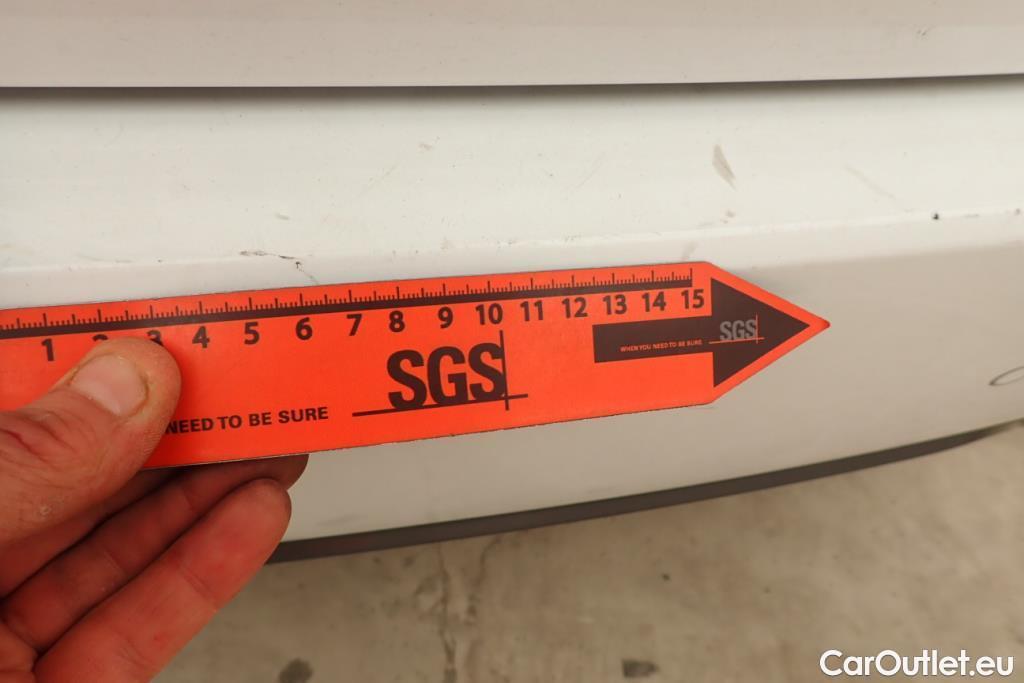 1 2 3 4 5 6 7 8 9 10 11 12 13 14 15
SGS
WHEN YOU NEED TO BE SURE
SGS
NEED TO BE SURE
CarOutlet.eu